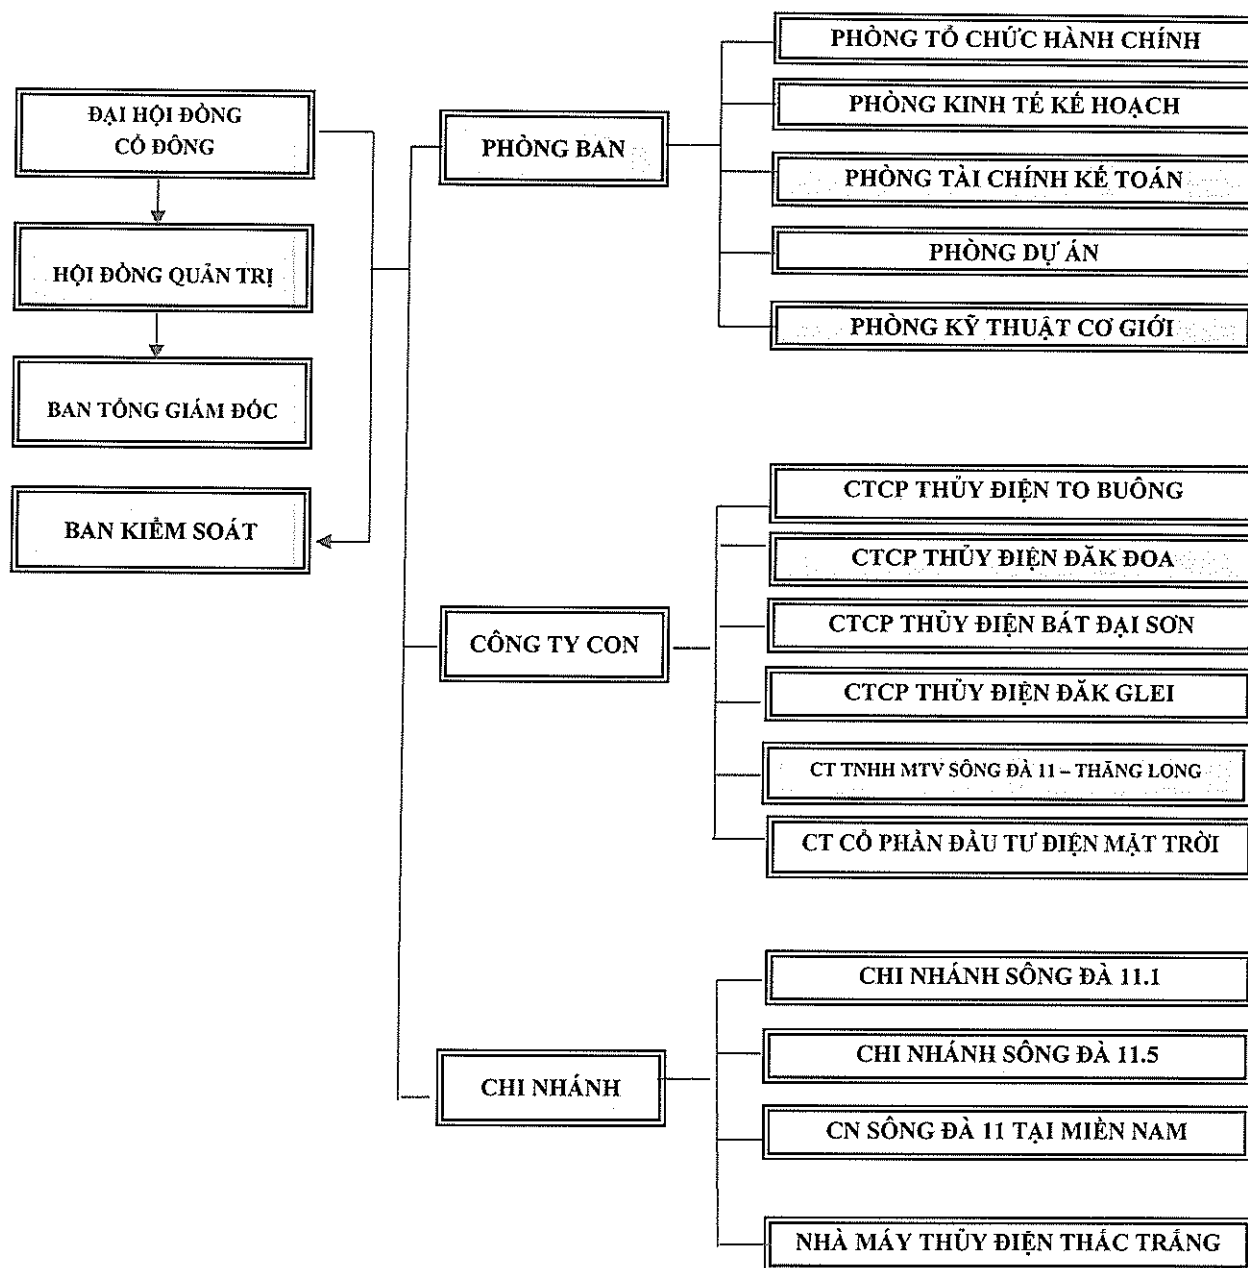 ĐẠI HỘI ĐỒNG
CỔ ĐÔNG
HỘI ĐỒNG QUẢN TRỊ
BAN TỔNG GIÁM ĐỐC
BAN KIỂM SOÁT
PHÒNG BAN
PHÒNG TỔ CHỨC HÀNH CHÍNH
PHÒNG KINH TẾ KẾ HOẠCH
PHÒNG TÀI CHÍNH KẾ TOÁN
PHÒNG DỰ ÁN
PHÒNG KỸ THUẬT CƠ GIỚI
CÔNG TY CON
CTCP THỦY ĐIỆN TO BUÔNG
CTCP THỦY ĐIỆN ĐĂK ĐOA
CTCP THỦY ĐIỆN BÁT ĐẠI SƠN
CTCP THỦY ĐIỆN ĐĂK GLEI
CT TNHH MTV SÔNG ĐÀ 11 – THĂNG LONG
CT CỔ PHẦN ĐẦU TƯ ĐIỆN MẶT TRỜI
CHI NHÁNH
CHI NHÁNH SÔNG ĐÀ 11.1
CHI NHÁNH SÔNG ĐÀ 11.5
CN SÔNG ĐÀ 11 TẠI MIỀN NAM
NHÀ MÁY THỦY ĐIỆN THÁC TRẮNG